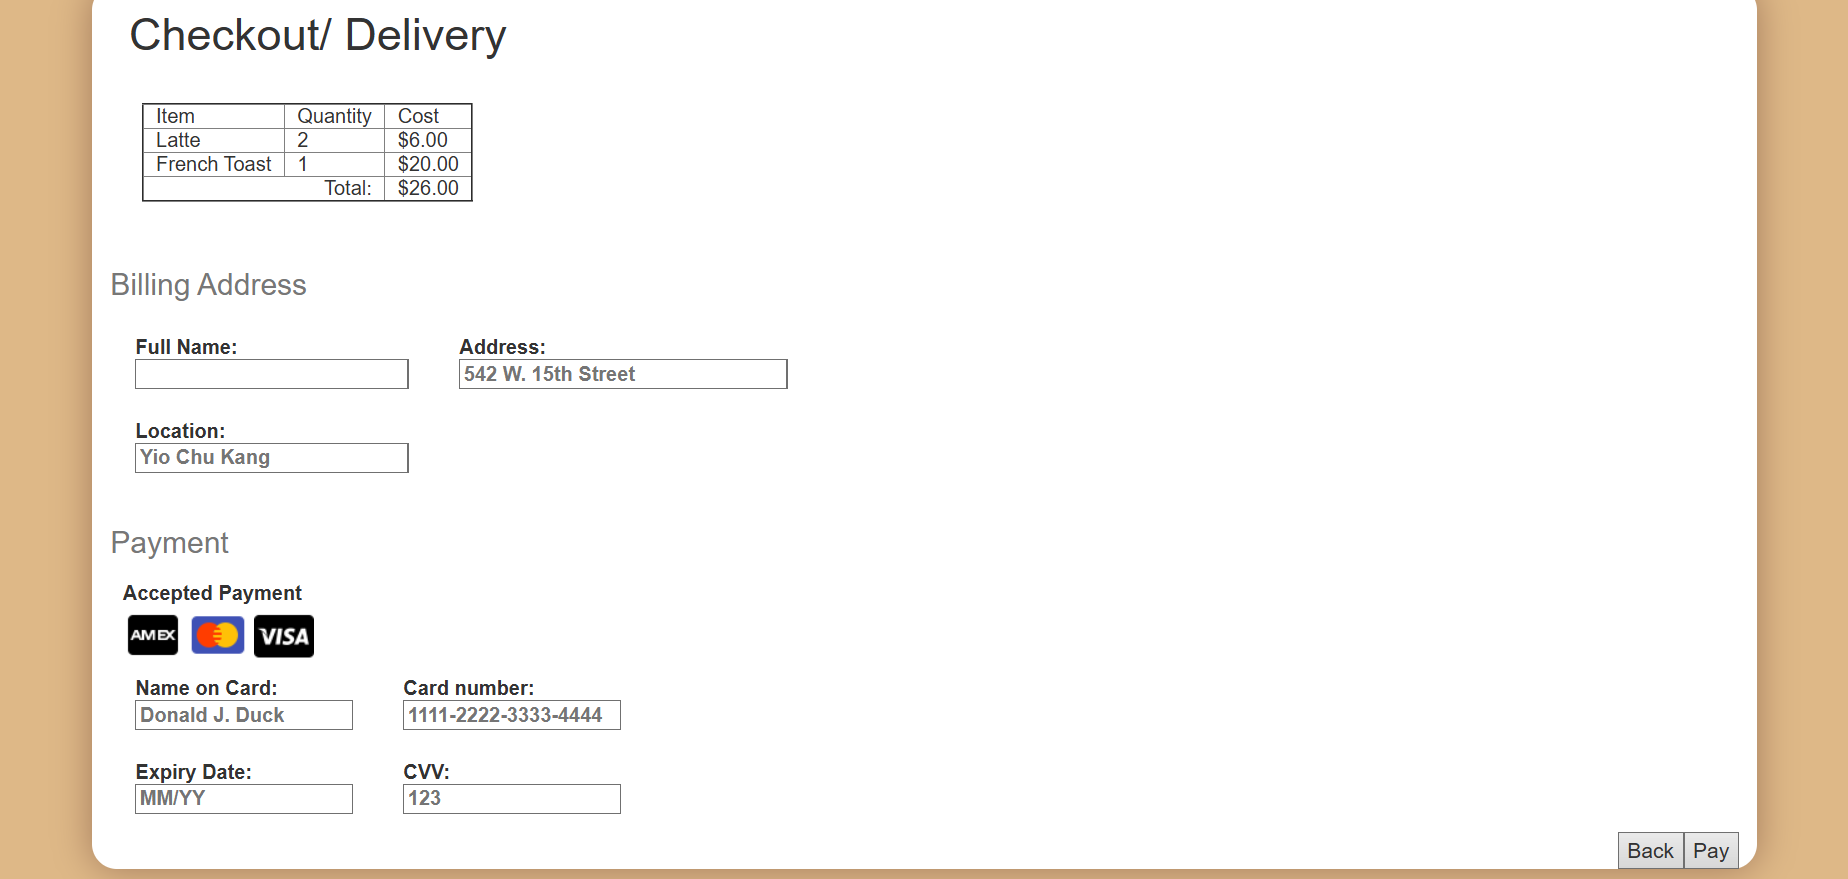 Checkout/ Delivery
Item Quantity Cost
Latte 2 $6.00
French Toast 1 $20.00
Total: $26.00
Billing Address
Full Name: Address:
542 W. 15th Street
Location:
Yio Chu Kang
Payment
Accepted Payment
AMEX VISA
Name on Card: Card number:
Donald J. Duck 1111-2222-3333-4444
Expiry Date: CVV:
MM/YY 123
Back Pay